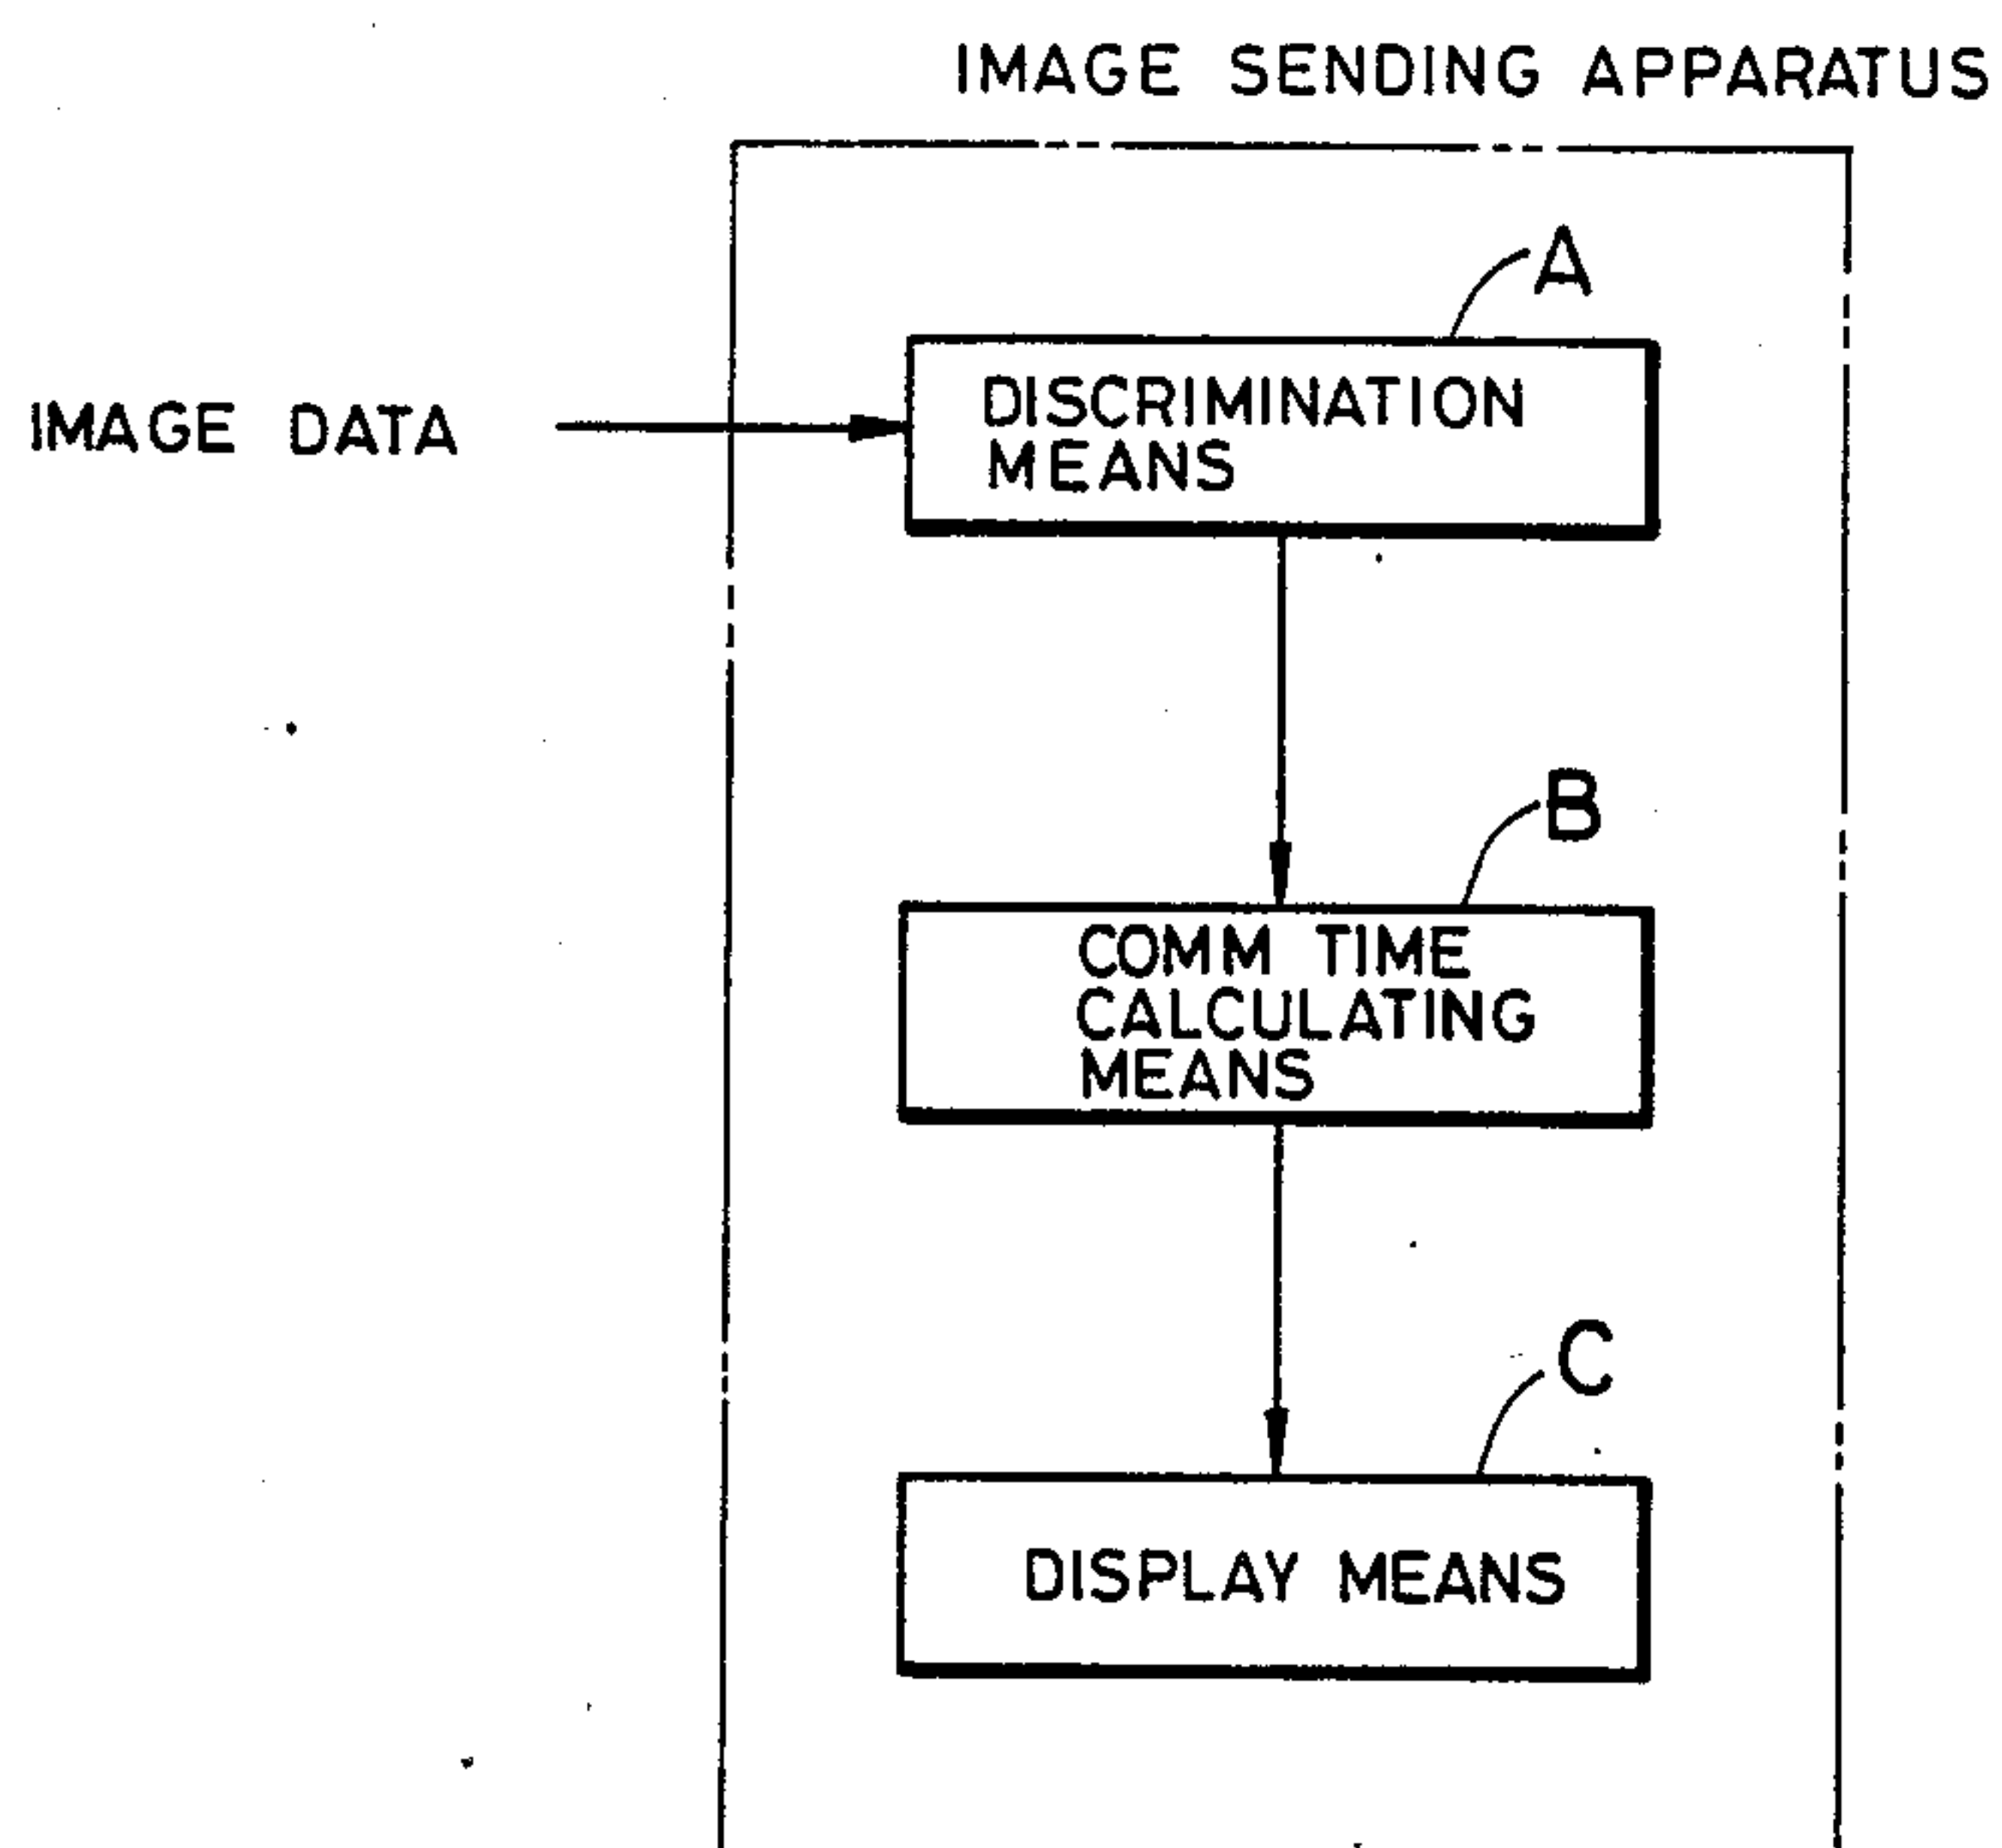 IMAGE SENDING APPARATUS
A
IMAGE DATA
DISCRIMINATION
MEANS
B
COMM TIME
CALCULATING
MEANS
C
DISPLAY MEANS